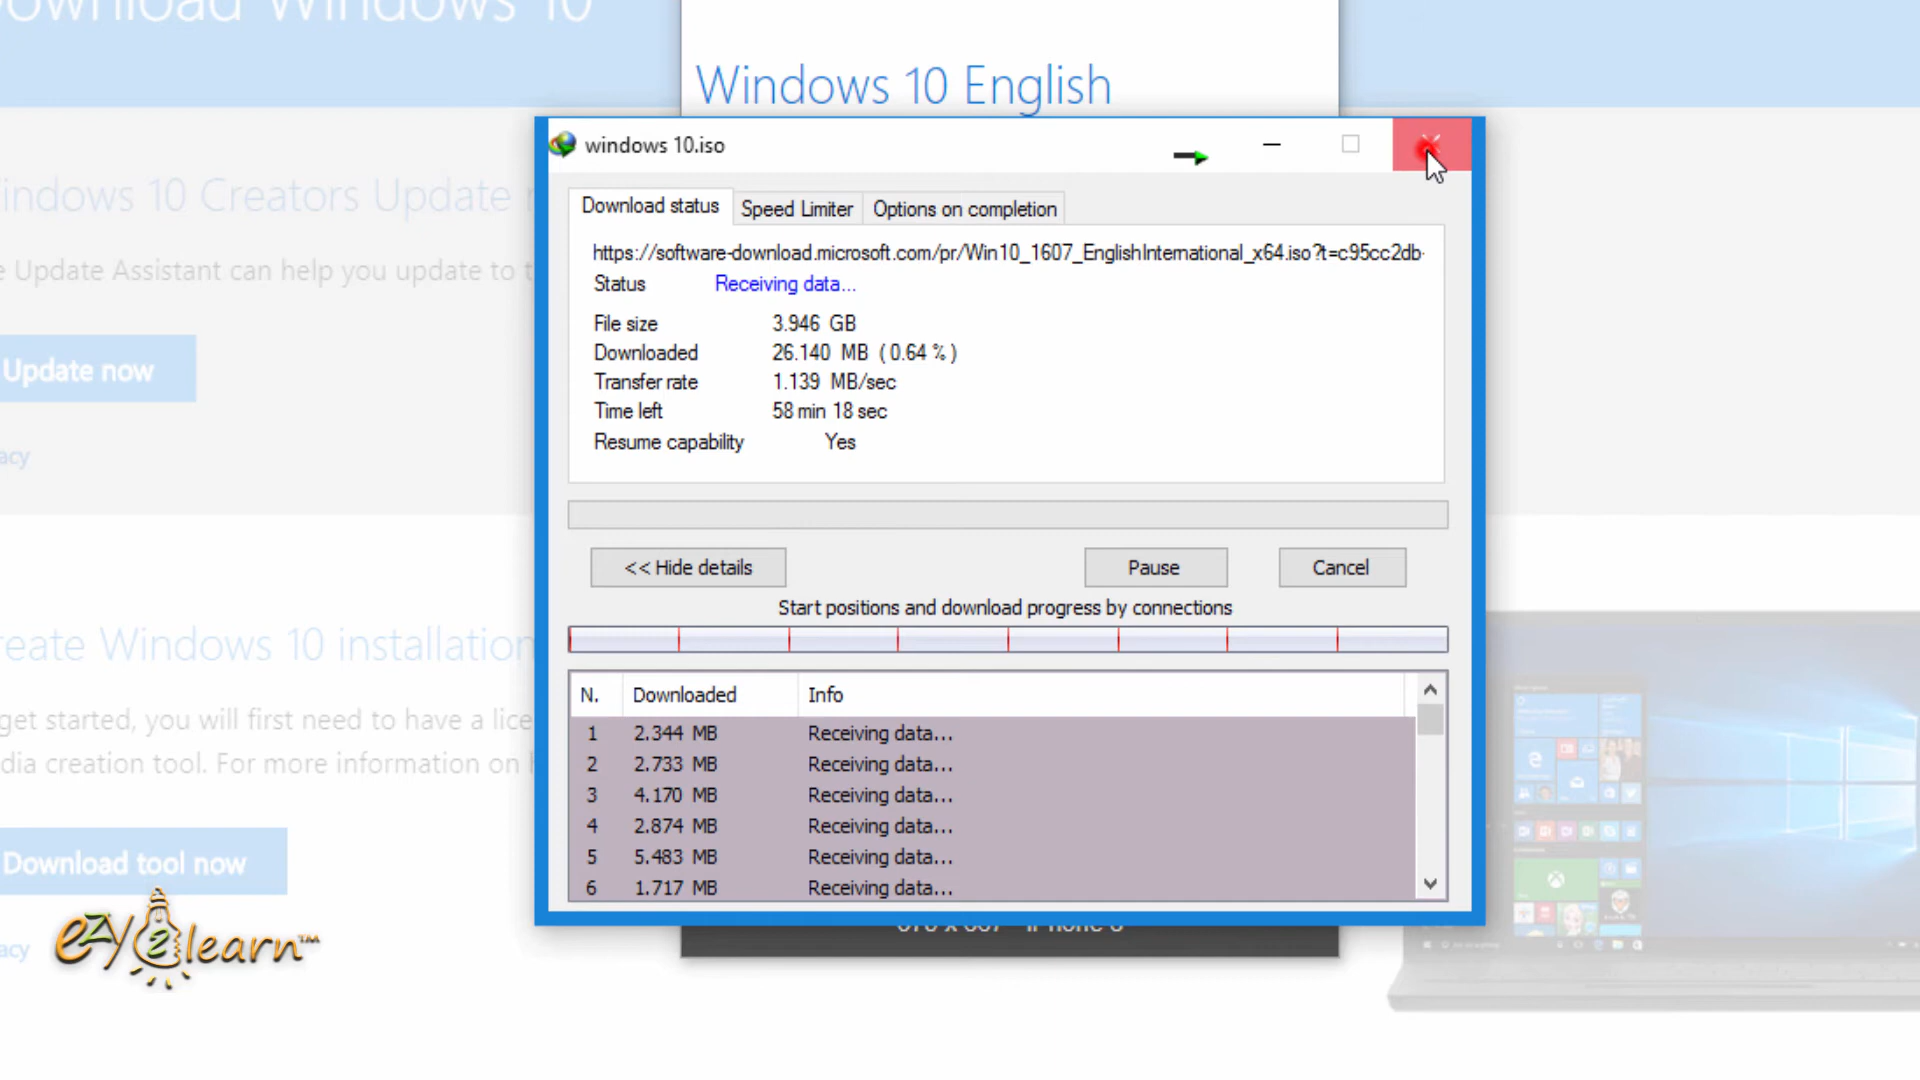 Download Windows 10
Windows 10 English
windows 10.iso
indows 10 Creators Update
Download status
Speed Limiter
Options on completion
https://software-download.microsoft.com/pr/Win10_1607_EnglishInternational_x64.iso?t=c95cc2db-
e Update Assistant can help you update to t
Status Receiving data...
File size 3.946 GB
Downloaded 26.140 MB ( 0.64 % )
Update now
Transfer rate 1.139 MB/sec
Time left 58 min 18 sec
Resume capability Yes
acy
<< Hide details
Pause
Cancel
Start positions and download progress by connections
reate Windows 10 installation
N. Downloaded Info
get started, you will first need to have a lice
1 2.344 MB Receiving data...
dia creation tool. For more information on h
2 2.733 MB Receiving data...
3 4.170 MB Receiving data...
4 2.874 MB Receiving data...
Download tool now
5 5.483 MB Receiving data...
6 1.717 MB Receiving data...
ezy2learn™
acy